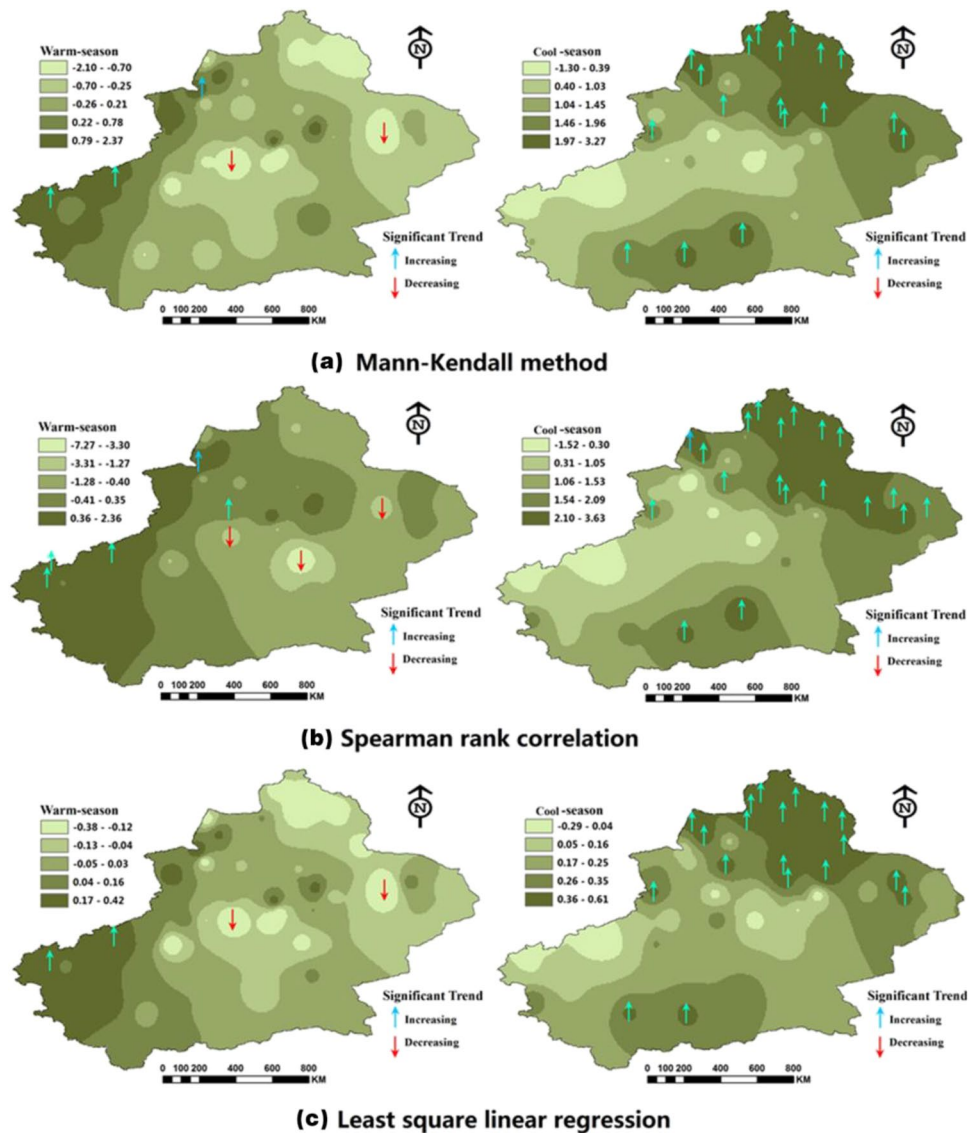 Warm-season
-2.10 - -0.70
-0.70 - -0.25
-0.26 - 0.21
0.22 - 0.78
0.79 - 2.37
N
Significant Trend
Increasing
Decreasing
0 100 200 400 600 800
KM
Cool -season
-1.30 - 0.39
0.40 - 1.03
1.04 - 1.45
1.46 - 1.96
1.97 - 3.27
N
Significant Trend
Increasing
Decreasing
0 100 200 400 600 800
KM
(a) Mann-Kendall method
Warm-season
-7.27 - -3.30
-3.31 - -1.27
-1.28 - -0.40
-0.41 - 0.35
0.36 - 2.36
N
Significant Trend
Increasing
Decreasing
0 100 200 400 600 800
KM
Cool -season
-1.52 - 0.30
0.31 - 1.05
1.06 - 1.53
1.54 - 2.09
2.10 - 3.63
N
Significant Trend
Increasing
Decreasing
0 100 200 400 600 800
KM
(b) Spearman rank correlation
Warm-season
-0.38 - -0.12
-0.13 - -0.04
-0.05 - 0.03
0.04 - 0.16
0.17 - 0.42
N
Significant Trend
Increasing
Decreasing
0 100 200 400 600 800
KM
Cool -season
-0.29 - 0.04
0.05 - 0.16
0.17 - 0.25
0.26 - 0.35
0.36 - 0.61
N
Significant Trend
Increasing
Decreasing
0 100 200 400 600 800
KM
(c) Least square linear regression